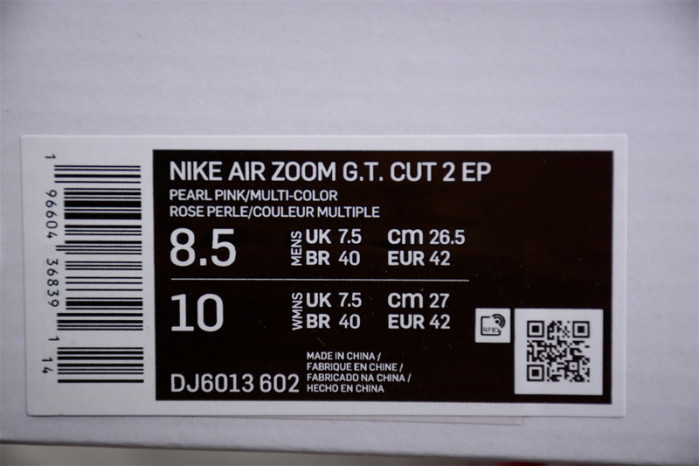 NIKE AIR ZOOM G.T. CUT 2 EP
PEARL PINK/MULTI-COLOR
ROSE PERLE/COULEUR MULTIPLE
8.5 MENS UK 7.5 CM 26.5
BR 40 EUR 42
10 WMNS UK 7.5 CM 27
BR 40 EUR 42
DJ6013 602
MADE IN CHINA /
FABRIQUE EN CHINE /
FABRICADO NA CHINA /
HECHO EN CHINA
RFID
1 96604 36839 1 14